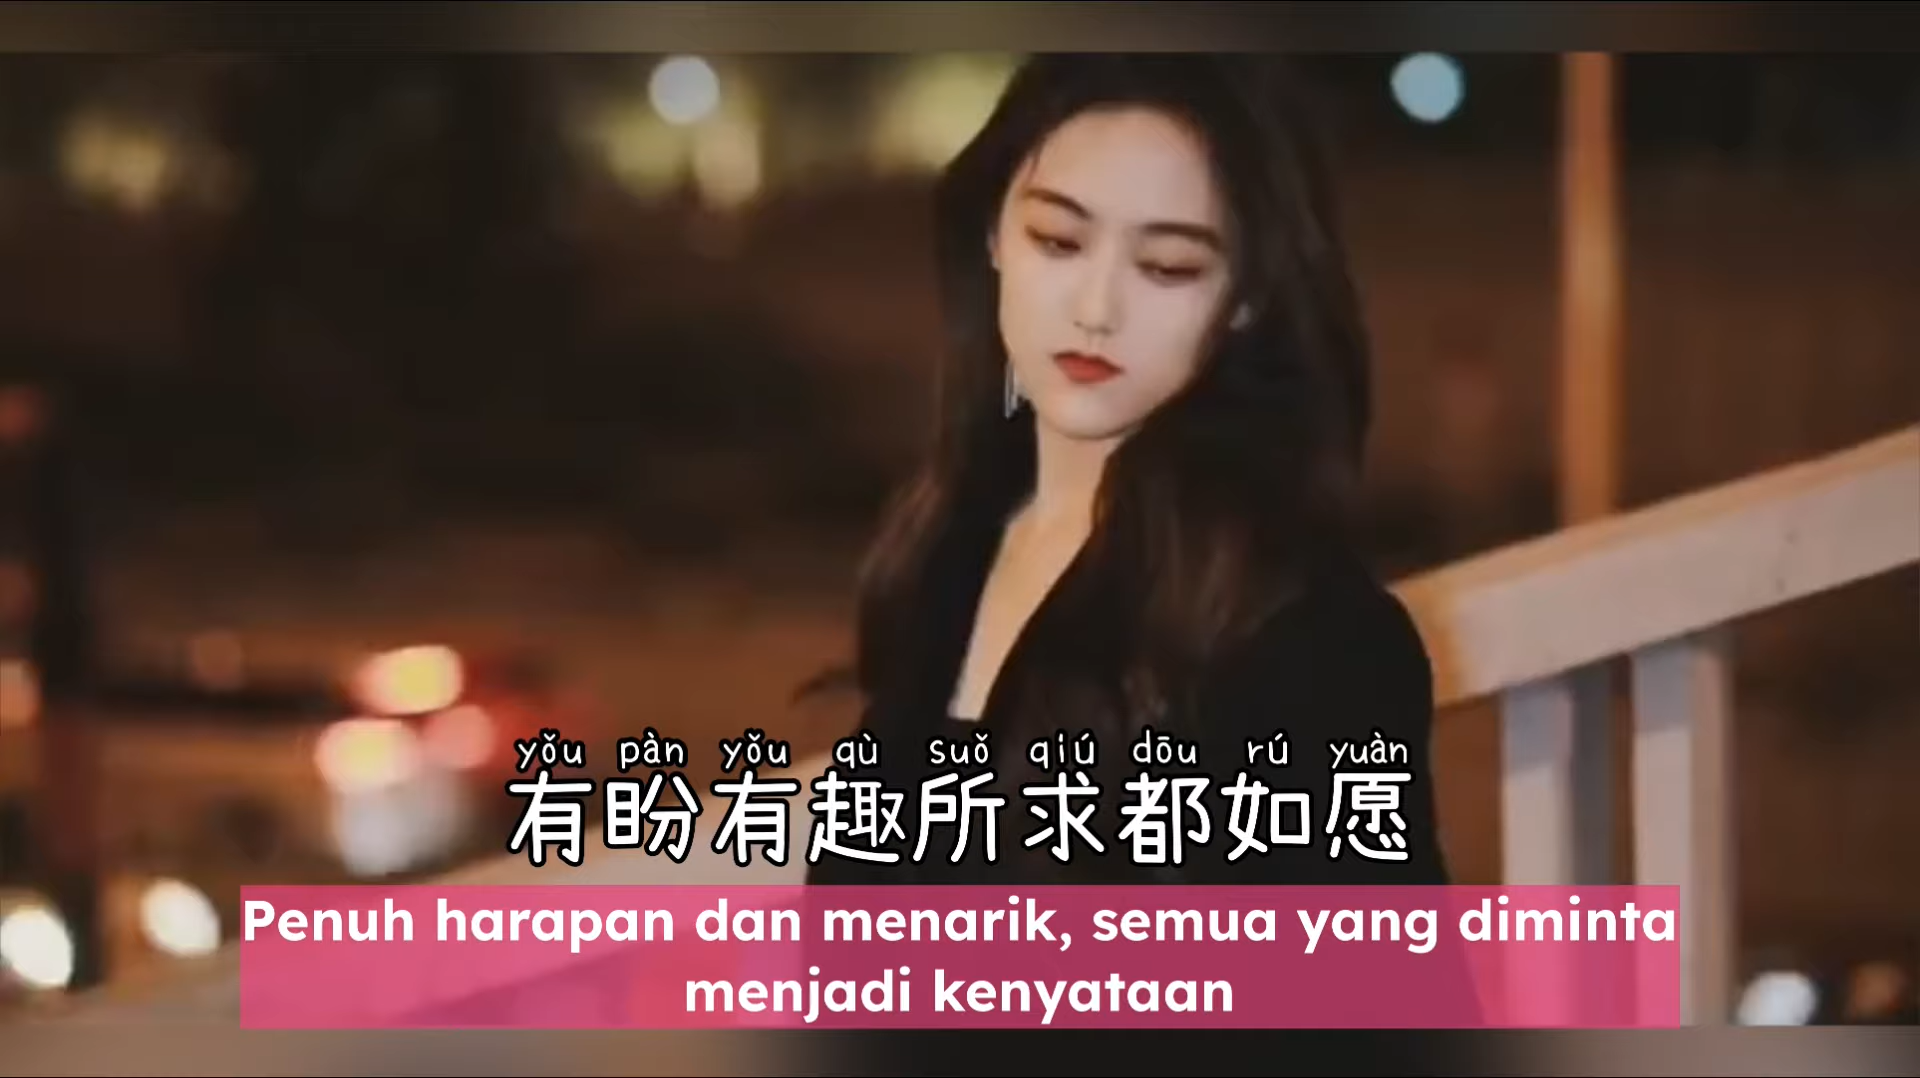 yǒu pàn yǒu qù suǒ qiú dōu rú yuàn
有盼有趣所求都如愿
Penuh harapan dan menarik, semua yang diminta
menjadi kenyataan